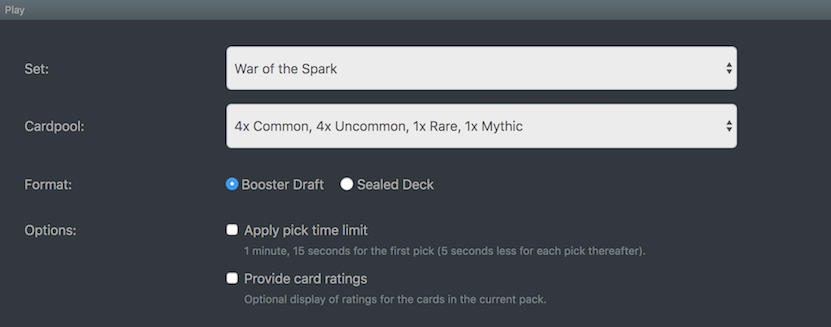 Play
Set:
War of the Spark
Cardpool:
4x Common, 4x Uncommon, 1x Rare, 1x Mythic
Format:
Booster Draft
Sealed Deck
Options:
Apply pick time limit
1 minute, 15 seconds for the first pick (5 seconds less for each pick thereafter).
Provide card ratings
Optional display of ratings for the cards in the current pack.